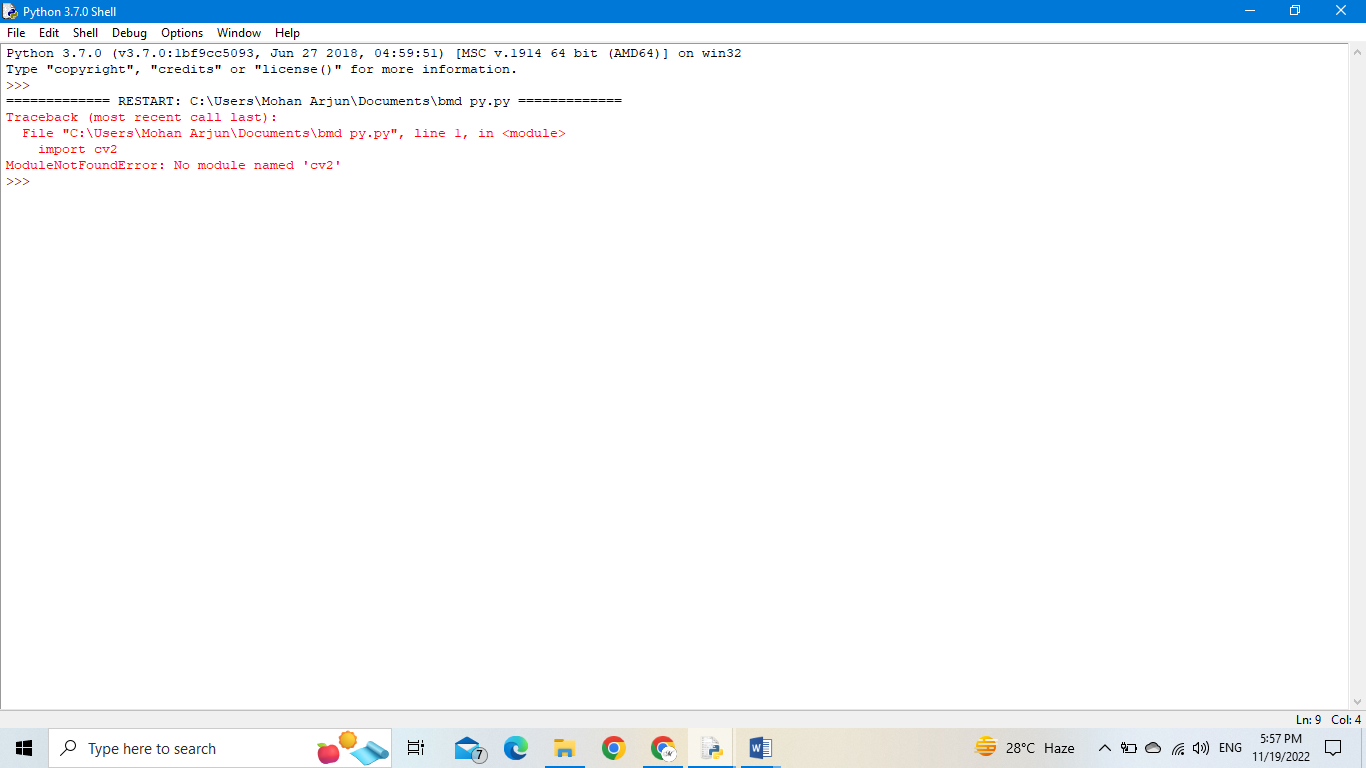 Python 3.7.0 Shell
File Edit Shell Debug Options Window Help
Python 3.7.0 (v3.7.0:1bf9cc5093, Jun 27 2018, 04:59:51) [MSC v.1914 64 bit (AMD64)] on win32
Type "copyright", "credits" or "license()" for more information.
>>>
============= RESTART: C:\Users\Mohan Arjun\Documents\bmd py.py =============
Traceback (most recent call last):
  File "C:\Users\Mohan Arjun\Documents\bmd py.py", line 1, in <module>
    import cv2
ModuleNotFoundError: No module named 'cv2'
>>>
Ln: 9 Col: 4
Type here to search
7
28°C Haze
ENG
5:57 PM
11/19/2022